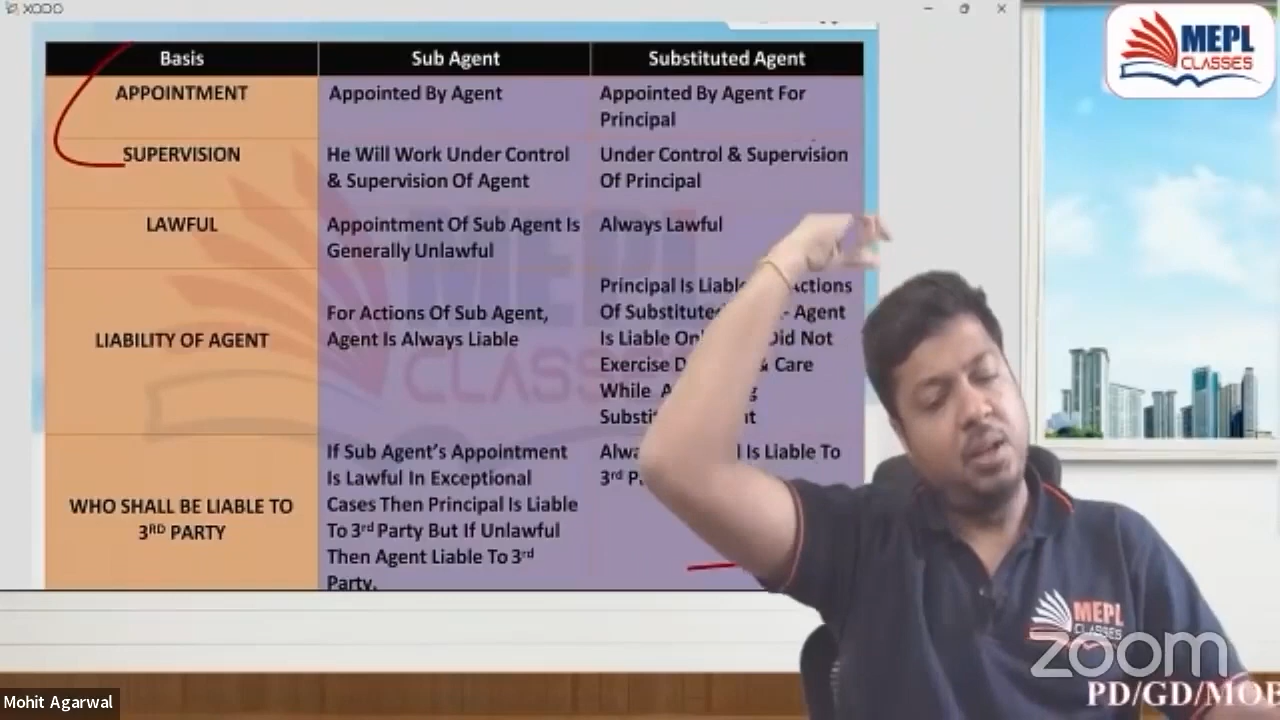 XODO
MEPL
CLASSES
Basis
Sub Agent
Substituted Agent
APPOINTMENT
Appointed By Agent
Appointed By Agent For
Principal
SUPERVISION
He Will Work Under Control
& Supervision Of Agent
Under Control & Supervision
Of Principal
LAWFUL
Appointment Of Sub Agent Is
Generally Unlawful
Always Lawful
LIABILITY OF AGENT
For Actions Of Sub Agent,
Agent Is Always Liable
Principal Is Liable
Of Substituted - Agent
Is Liable Did Not
Exercise & Care
While
WHO SHALL BE LIABLE TO
3RD PARTY
If Sub Agent's Appointment
Is Lawful In Exceptional
Cases Then Principal Is Liable
To 3rd Party But If Unlawful
Then Agent Liable To 3rd
Party.
Is Liable To
3rd
MEPL
CLASSES
MEPL
CLASSES
zoom
Mohit Agarwal
PD/GD/MOB